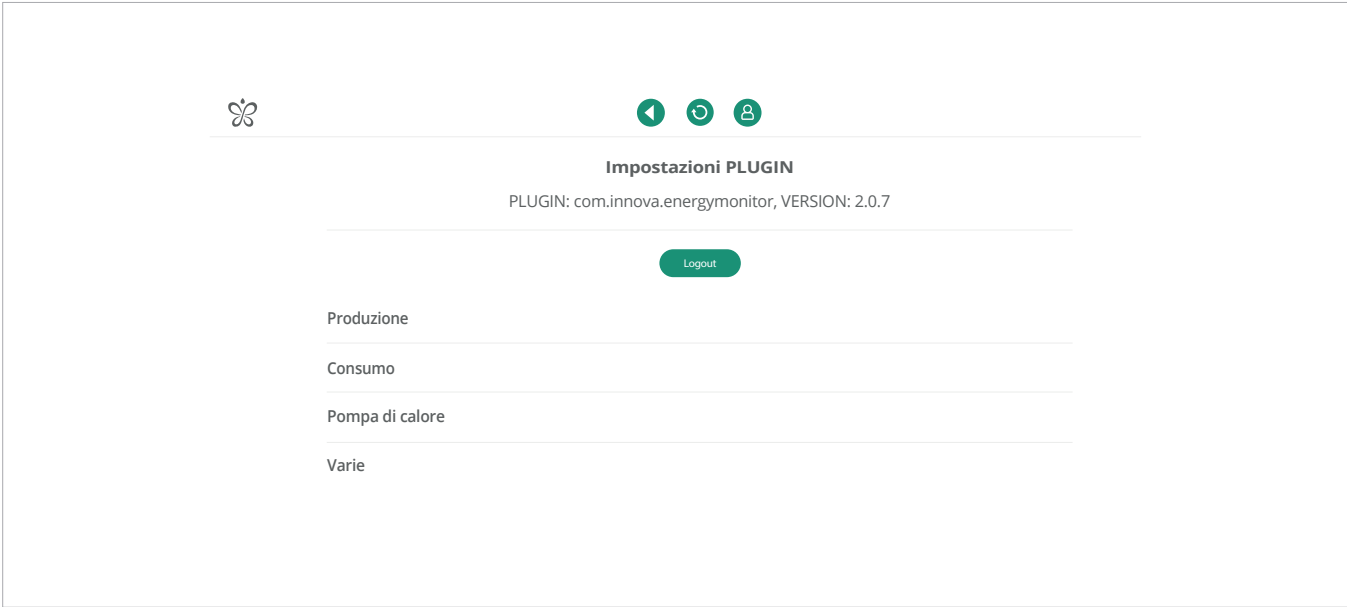 Impostazioni PLUGIN
PLUGIN: com.innova.energymonitor, VERSION: 2.0.7
Logout
Produzione
Consumo
Pompa di calore
Varie